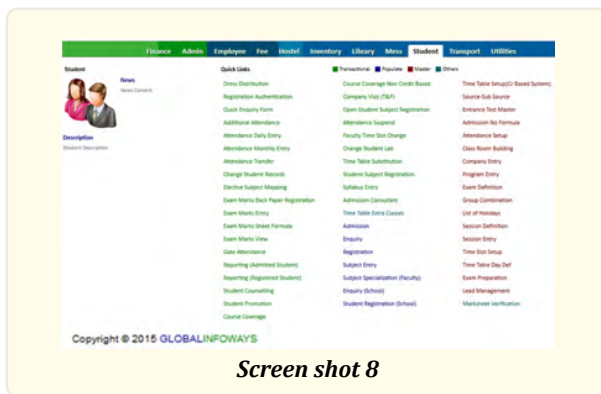 Finance Admin Employee Fee Hostel Inventory Library Mess Student Transport Utilities
Student
News
News Content
Description
Student Description
Quick Links
Transactional Populate Master Others
Dress Distribution
Registration Authentication
Quick Enquiry Form
Additional Attendance
Attendance Daily Entry
Attendance Monthly Entry
Attendance Transfer
Change Student Records
Elective Subject Mapping
Exam Marks Back Paper Registration
Exam Marks Entry
Exam Marks Sheet Formula
Exam Marks View
Gate Attendance
Reporting (Admitted Student)
Reporting (Registered Student)
Student Counselling
Student Promotion
Course Coverage
Course Coverage Non Credit Based
Company Visit (T&P)
Open Student Subject Registration
Attendance Suspend
Faculty Time Slot Change
Change Student Lab
Time Table Substitution
Student Subject Registration
Syllabus Entry
Admission Consultant
Time Table Extra Classes
Admission
Enquiry
Registration
Subject Entry
Subject Specialization (Faculty)
Enquiry (School)
Student Registration (School)
Time Table Setup(Cr Based System)
Source-Sub Source
Entrance Test Master
Admission No Formula
Attendance Setup
Class Room Building
Company Entry
Program Entry
Exam Definition
Group Combination
List of Holidays
Session Definition
Session Entry
Time Slot Setup
Time Table Day Def
Exam Preparation
Lead Management
Marksheet Verification
Copyright © 2015 GLOBALINFOWAYS
Screen shot 8